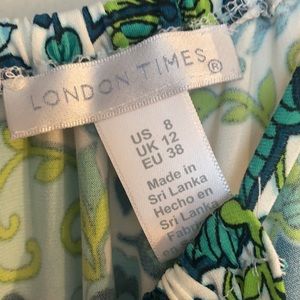 LONDON TIMES®
US 8
UK 12
EU 38
Made in
Sri Lanka
Hecho en
Sri Lanka